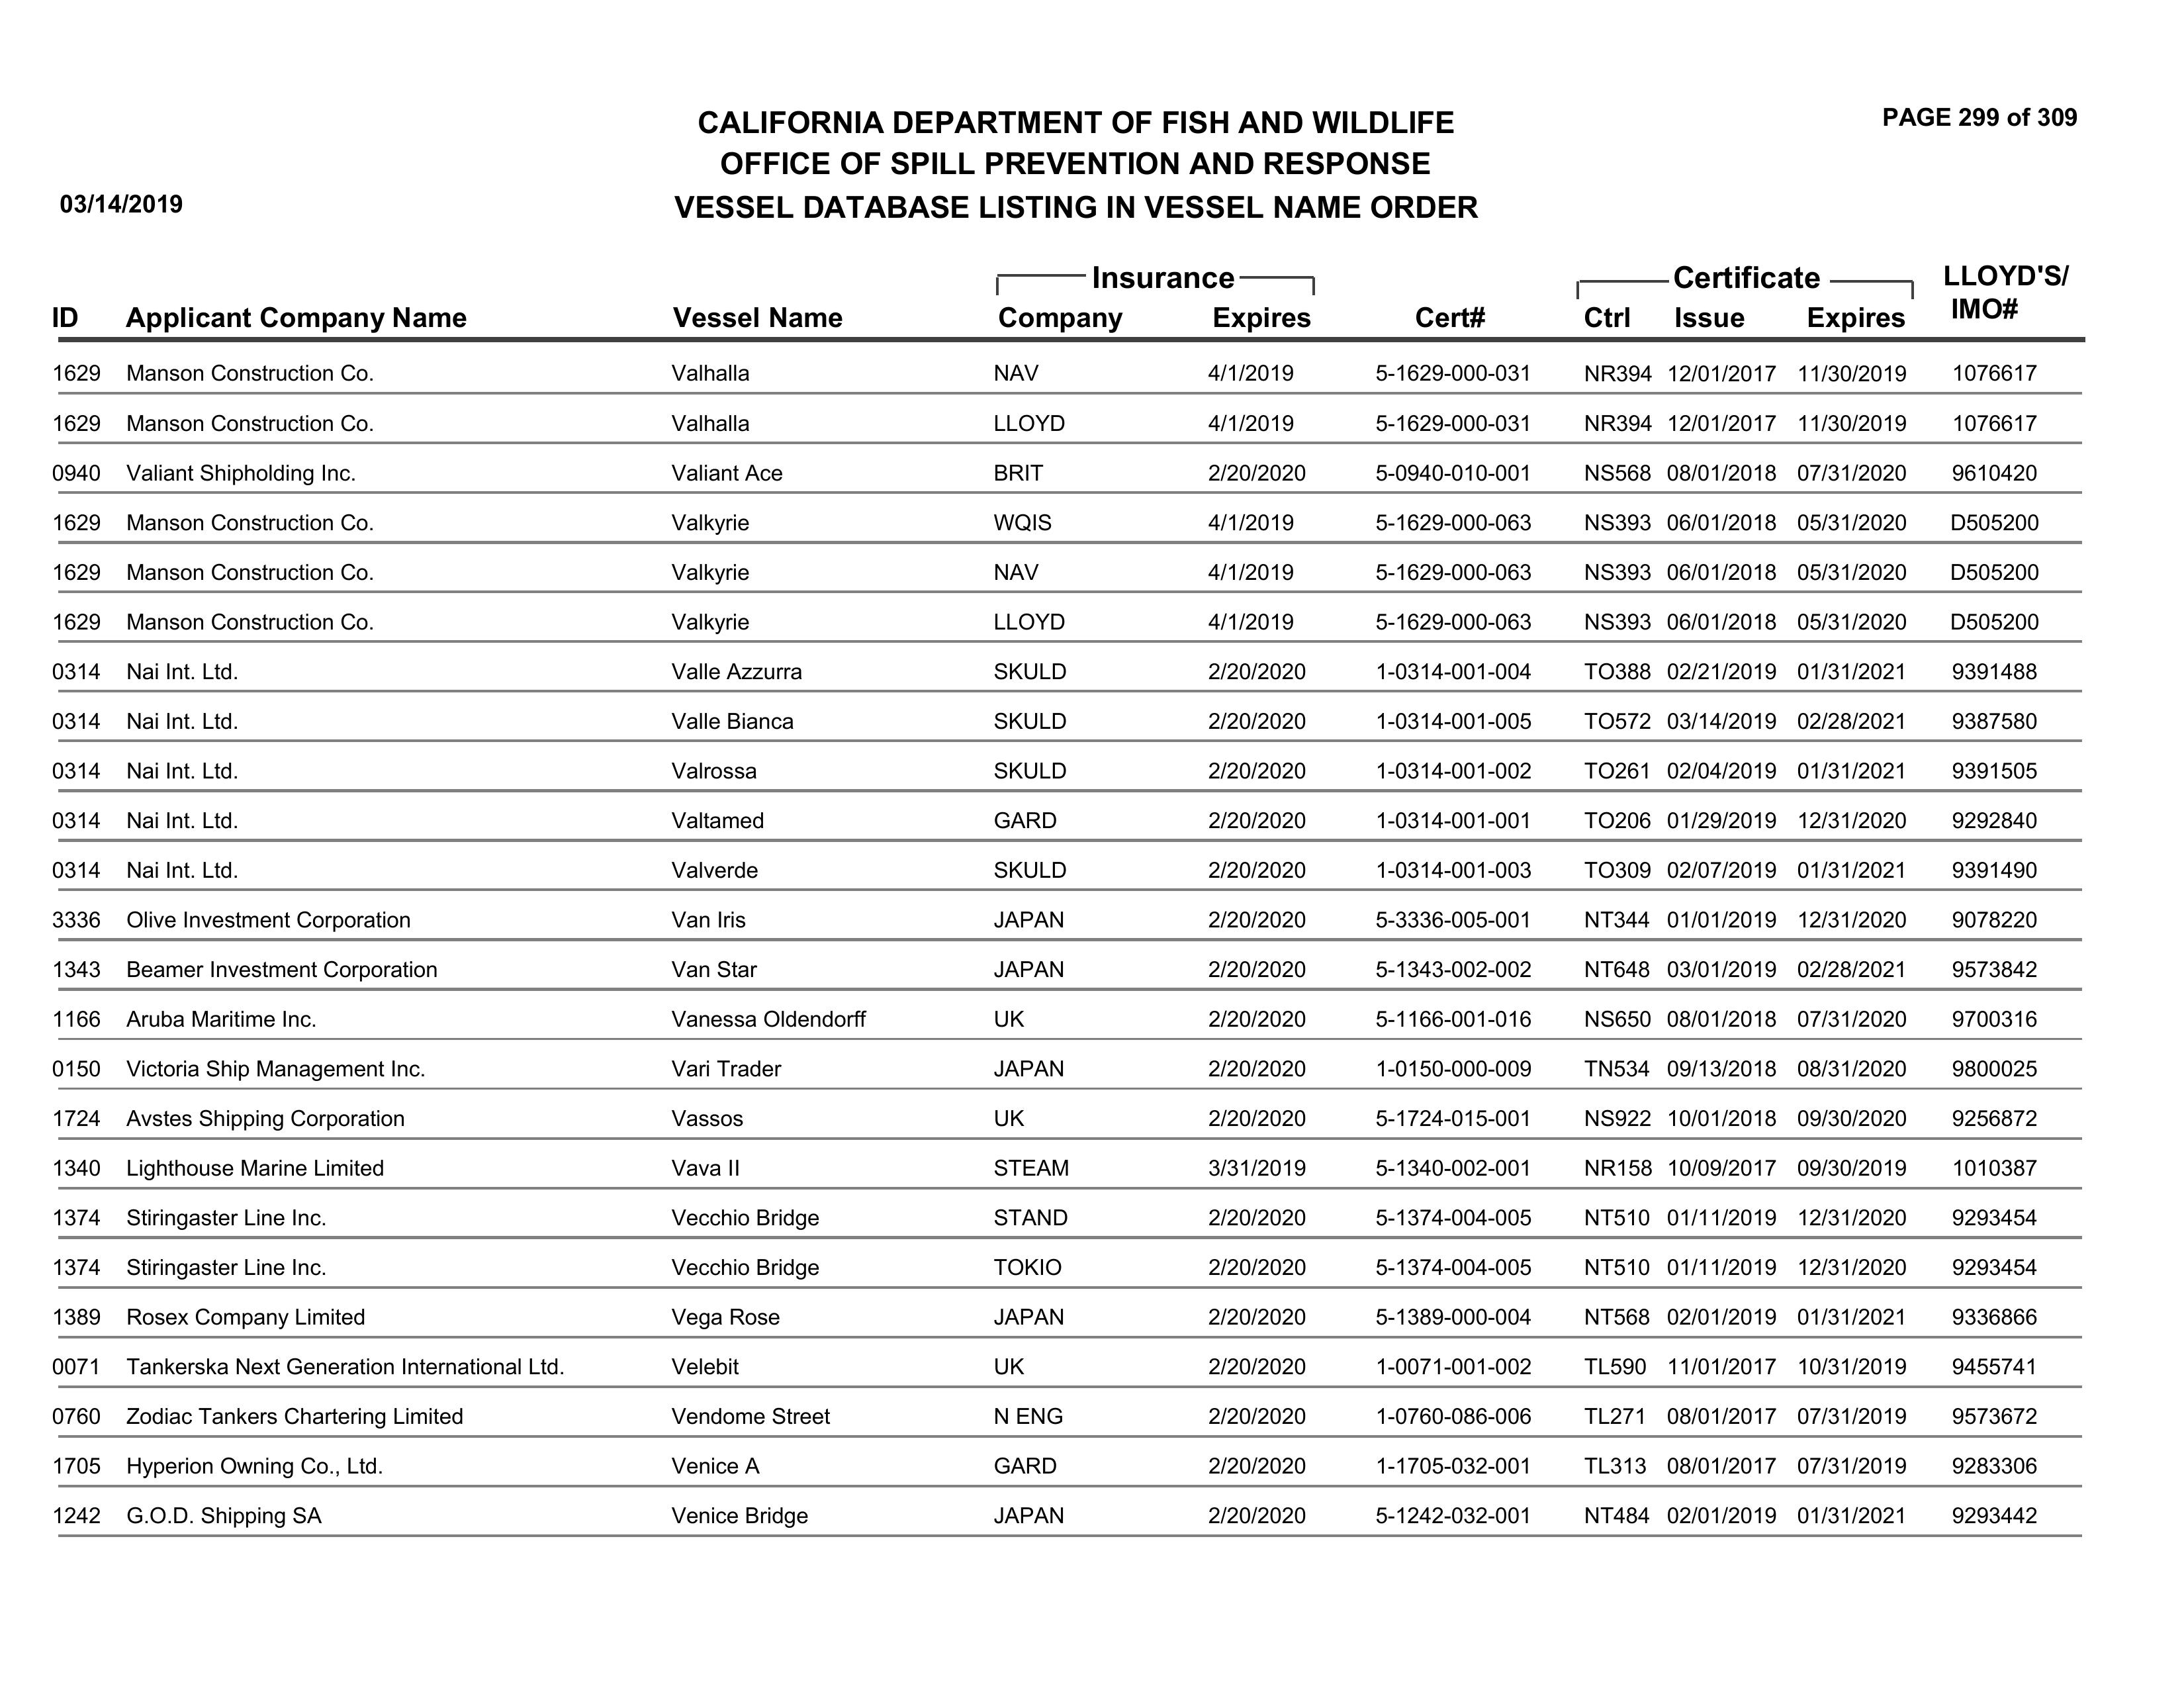 PAGE 299 of 309
CALIFORNIA DEPARTMENT OF FISH AND WILDLIFE
OFFICE OF SPILL PREVENTION AND RESPONSE
03/14/2019 VESSEL DATABASE LISTING IN VESSEL NAME ORDER
Insurance Certificate LLOYD'S/
ID Applicant Company Name Vessel Name Company Expires Cert# Ctrl Issue Expires IMO#
1629 Manson Construction Co. Valhalla NAV 4/1/2019 5-1629-000-031 NR394 12/01/2017 11/30/2019 1076617
1629 Manson Construction Co. Valhalla LLOYD 4/1/2019 5-1629-000-031 NR394 12/01/2017 11/30/2019 1076617
0940 Valiant Shipholding Inc. Valiant Ace BRIT 2/20/2020 5-0940-010-001 NS568 08/01/2018 07/31/2020 9610420
1629 Manson Construction Co. Valkyrie WQIS 4/1/2019 5-1629-000-063 NS393 06/01/2018 05/31/2020 D505200
1629 Manson Construction Co. Valkyrie NAV 4/1/2019 5-1629-000-063 NS393 06/01/2018 05/31/2020 D505200
1629 Manson Construction Co. Valkyrie LLOYD 4/1/2019 5-1629-000-063 NS393 06/01/2018 05/31/2020 D505200
0314 Nai Int. Ltd. Valle Azzurra SKULD 2/20/2020 1-0314-001-004 TO388 02/21/2019 01/31/2021 9391488
0314 Nai Int. Ltd. Valle Bianca SKULD 2/20/2020 1-0314-001-005 TO572 03/14/2019 02/28/2021 9387580
0314 Nai Int. Ltd. Valrossa SKULD 2/20/2020 1-0314-001-002 TO261 02/04/2019 01/31/2021 9391505
0314 Nai Int. Ltd. Valtamed GARD 2/20/2020 1-0314-001-001 TO206 01/29/2019 12/31/2020 9292840
0314 Nai Int. Ltd. Valverde SKULD 2/20/2020 1-0314-001-003 TO309 02/07/2019 01/31/2021 9391490
3336 Olive Investment Corporation Van Iris JAPAN 2/20/2020 5-3336-005-001 NT344 01/01/2019 12/31/2020 9078220
1343 Beamer Investment Corporation Van Star JAPAN 2/20/2020 5-1343-002-002 NT648 03/01/2019 02/28/2021 9573842
1166 Aruba Maritime Inc. Vanessa Oldendorff UK 2/20/2020 5-1166-001-016 NS650 08/01/2018 07/31/2020 9700316
0150 Victoria Ship Management Inc. Vari Trader JAPAN 2/20/2020 1-0150-000-009 TN534 09/13/2018 08/31/2020 9800025
1724 Avstes Shipping Corporation Vassos UK 2/20/2020 5-1724-015-001 NS922 10/01/2018 09/30/2020 9256872
1340 Lighthouse Marine Limited Vava II STEAM 3/31/2019 5-1340-002-001 NR158 10/09/2017 09/30/2019 1010387
1374 Stiringaster Line Inc. Vecchio Bridge STAND 2/20/2020 5-1374-004-005 NT510 01/11/2019 12/31/2020 9293454
1374 Stiringaster Line Inc. Vecchio Bridge TOKIO 2/20/2020 5-1374-004-005 NT510 01/11/2019 12/31/2020 9293454
1389 Rosex Company Limited Vega Rose JAPAN 2/20/2020 5-1389-000-004 NT568 02/01/2019 01/31/2021 9336866
0071 Tankerska Next Generation International Ltd. Velebit UK 2/20/2020 1-0071-001-002 TL590 11/01/2017 10/31/2019 9455741
0760 Zodiac Tankers Chartering Limited Vendome Street N ENG 2/20/2020 1-0760-086-006 TL271 08/01/2017 07/31/2019 9573672
1705 Hyperion Owning Co., Ltd. Venice A GARD 2/20/2020 1-1705-032-001 TL313 08/01/2017 07/31/2019 9283306
1242 G.O.D. Shipping SA Venice Bridge JAPAN 2/20/2020 5-1242-032-001 NT484 02/01/2019 01/31/2021 9293442